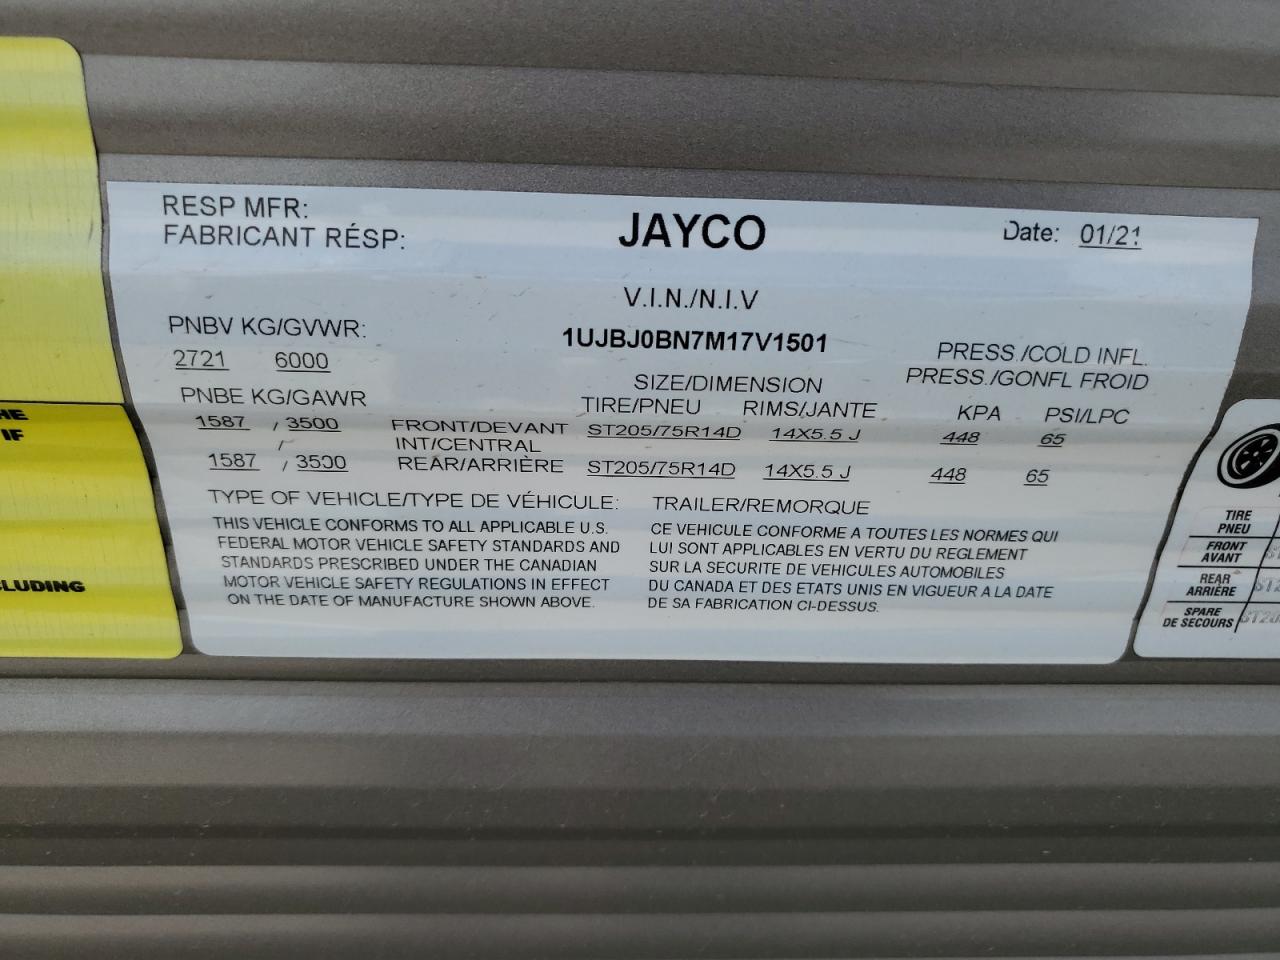 RESP MFR: JAYCO Date: 01/21
FABRICANT RÉSP:
V.I.N./N.I.V
PNBV KG/GVWR: 1UJBJ0BN7M17V1501
2721 6000
PRESS./COLD INFL.
SIZE/DIMENSION PRESS./GONFL FROID
PNBE KG/GAWR TIRE/PNEU RIMS/JANTE KPA PSI/LPC
1587 / 3500 FRONT/DEVANT ST205/75R14D 14X5.5 J 448 65
/ INT/CENTRAL
1587 / 3500 REAR/ARRIÈRE ST205/75R14D 14X5.5 J 448 65
TYPE OF VEHICLE/TYPE DE VÉHICULE: TRAILER/REMORQUE
THIS VEHICLE CONFORMS TO ALL APPLICABLE U.S.
FEDERAL MOTOR VEHICLE SAFETY STANDARDS AND
STANDARDS PRESCRIBED UNDER THE CANADIAN
MOTOR VEHICLE SAFETY REGULATIONS IN EFFECT
ON THE DATE OF MANUFACTURE SHOWN ABOVE.
CE VEHICULE CONFORME A TOUTES LES NORMES QUI
LUI SONT APPLICABLES EN VERTU DU REGLEMENT
SUR LA SECURITE DE VEHICULES AUTOMOBILES
DU CANADA ET DES ETATS UNIS EN VIGUEUR A LA DATE
DE SA FABRICATION CI-DESSUS.
IF
TIRE
PNEU
FRONT
AVANT
REAR
ARRIÈRE
SPARE
DE SECOURS